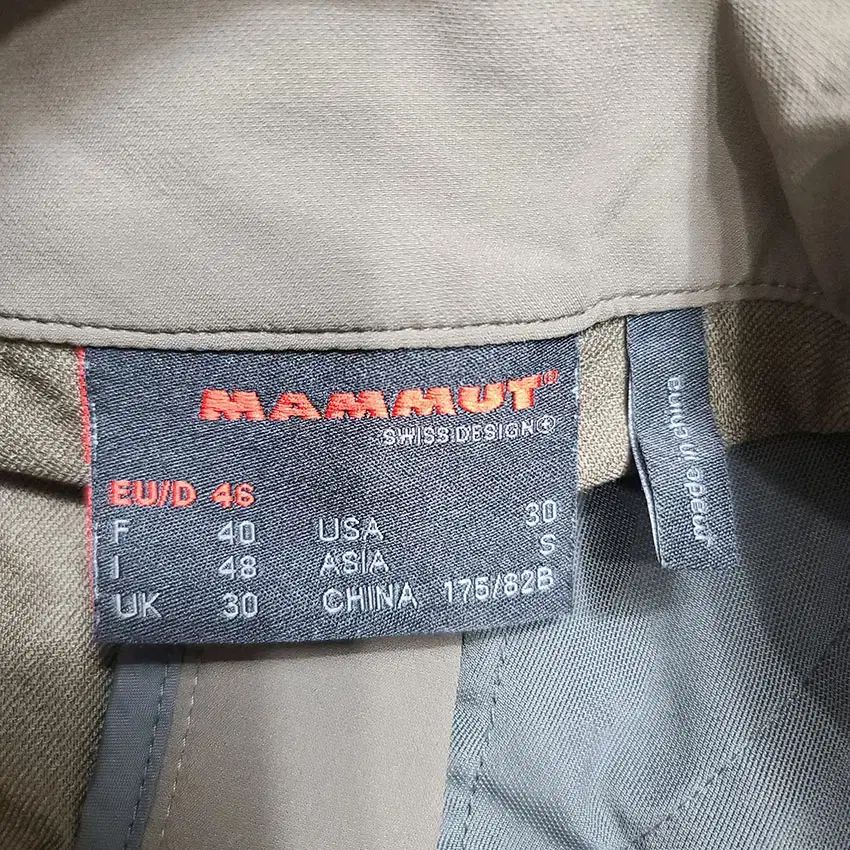 MAMMUT
SWISS DESIGN
EU/D 46
F 40 USA 30
I 48 ASIA S
UK 30 CHINA 175/82B
made in china